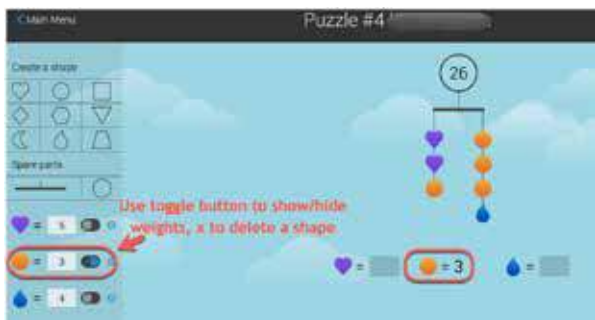 Main Menu
Puzzle #4
Create a shape
26
Spare parts
Use toggle button to show/hide
weights, x to delete a shape
= 5
= 3
= 4
=
= 3
=